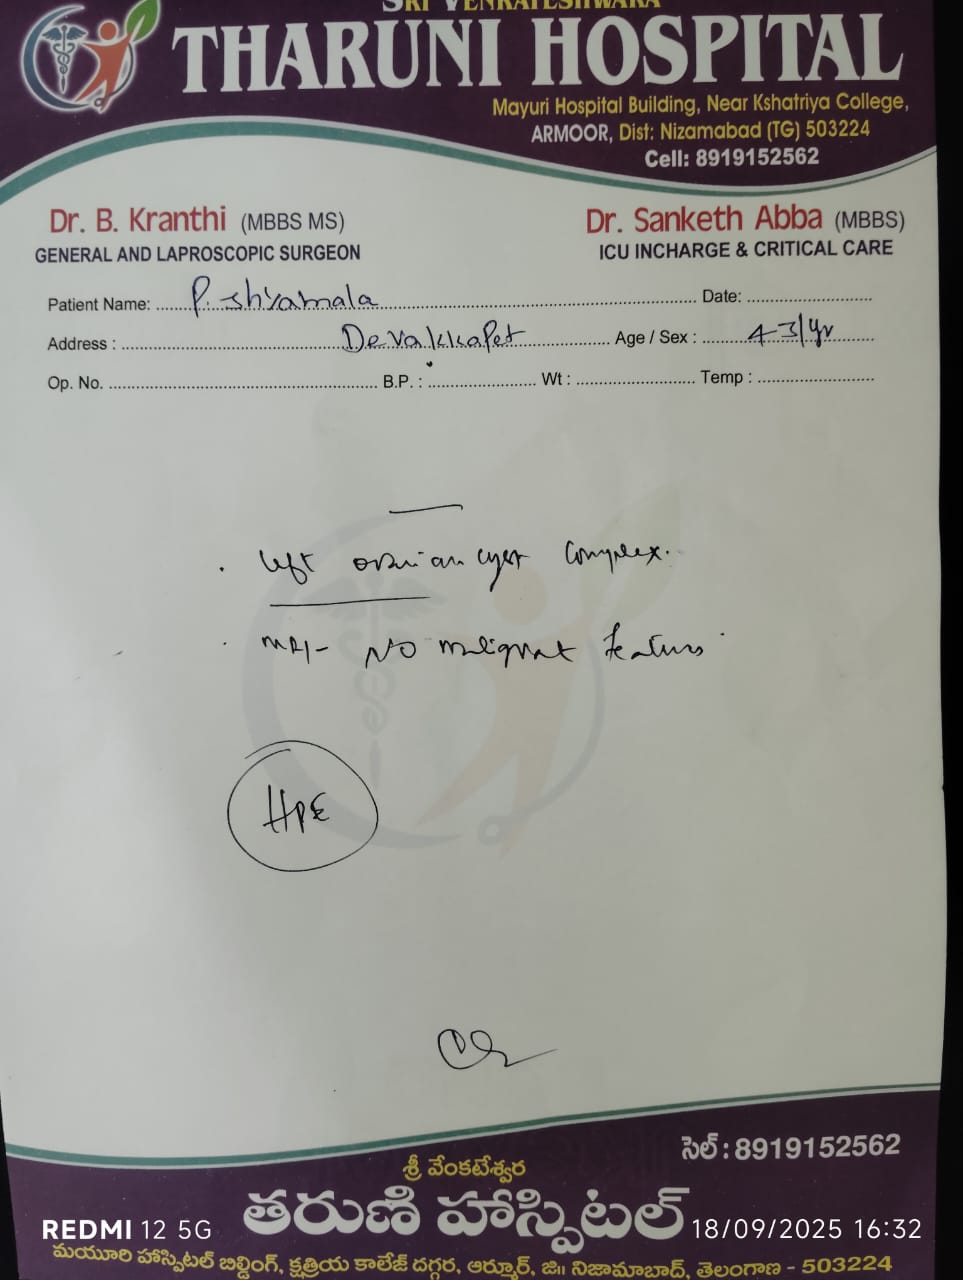 SRI VENKATESHWARA
THARUNI HOSPITAL
Mayuri Hospital Building, Near Kshatriya College,
ARMOOR, Dist: Nizamabad (TG) 503224
Cell: 8919152562
Dr. B. Kranthi (MBBS MS)
GENERAL AND LAPROSCOPIC SURGEON
Dr. Sanketh Abba (MBBS)
ICU INCHARGE & CRITICAL CARE
Patient Name: P. Shyamala Date:
Address : Devakkapet Age / Sex : 43/yr
Op. No. B.P. : Wt : Temp :
left ovarian cyst complex.
MRI - NO malignat features
HPE
సెల్ : 8919152562
శ్రీ వేంకటేశ్వర
తరుణి హాస్పిటల్
REDMI 12 5G
18/09/2025 16:32
మయూరి హాస్పిటల్ బిల్డింగ్, క్షత్రియ కాలేజ్ దగ్గర, ఆర్మూర్, జి॥ నిజామాబాద్, తెలంగాణ - 503224